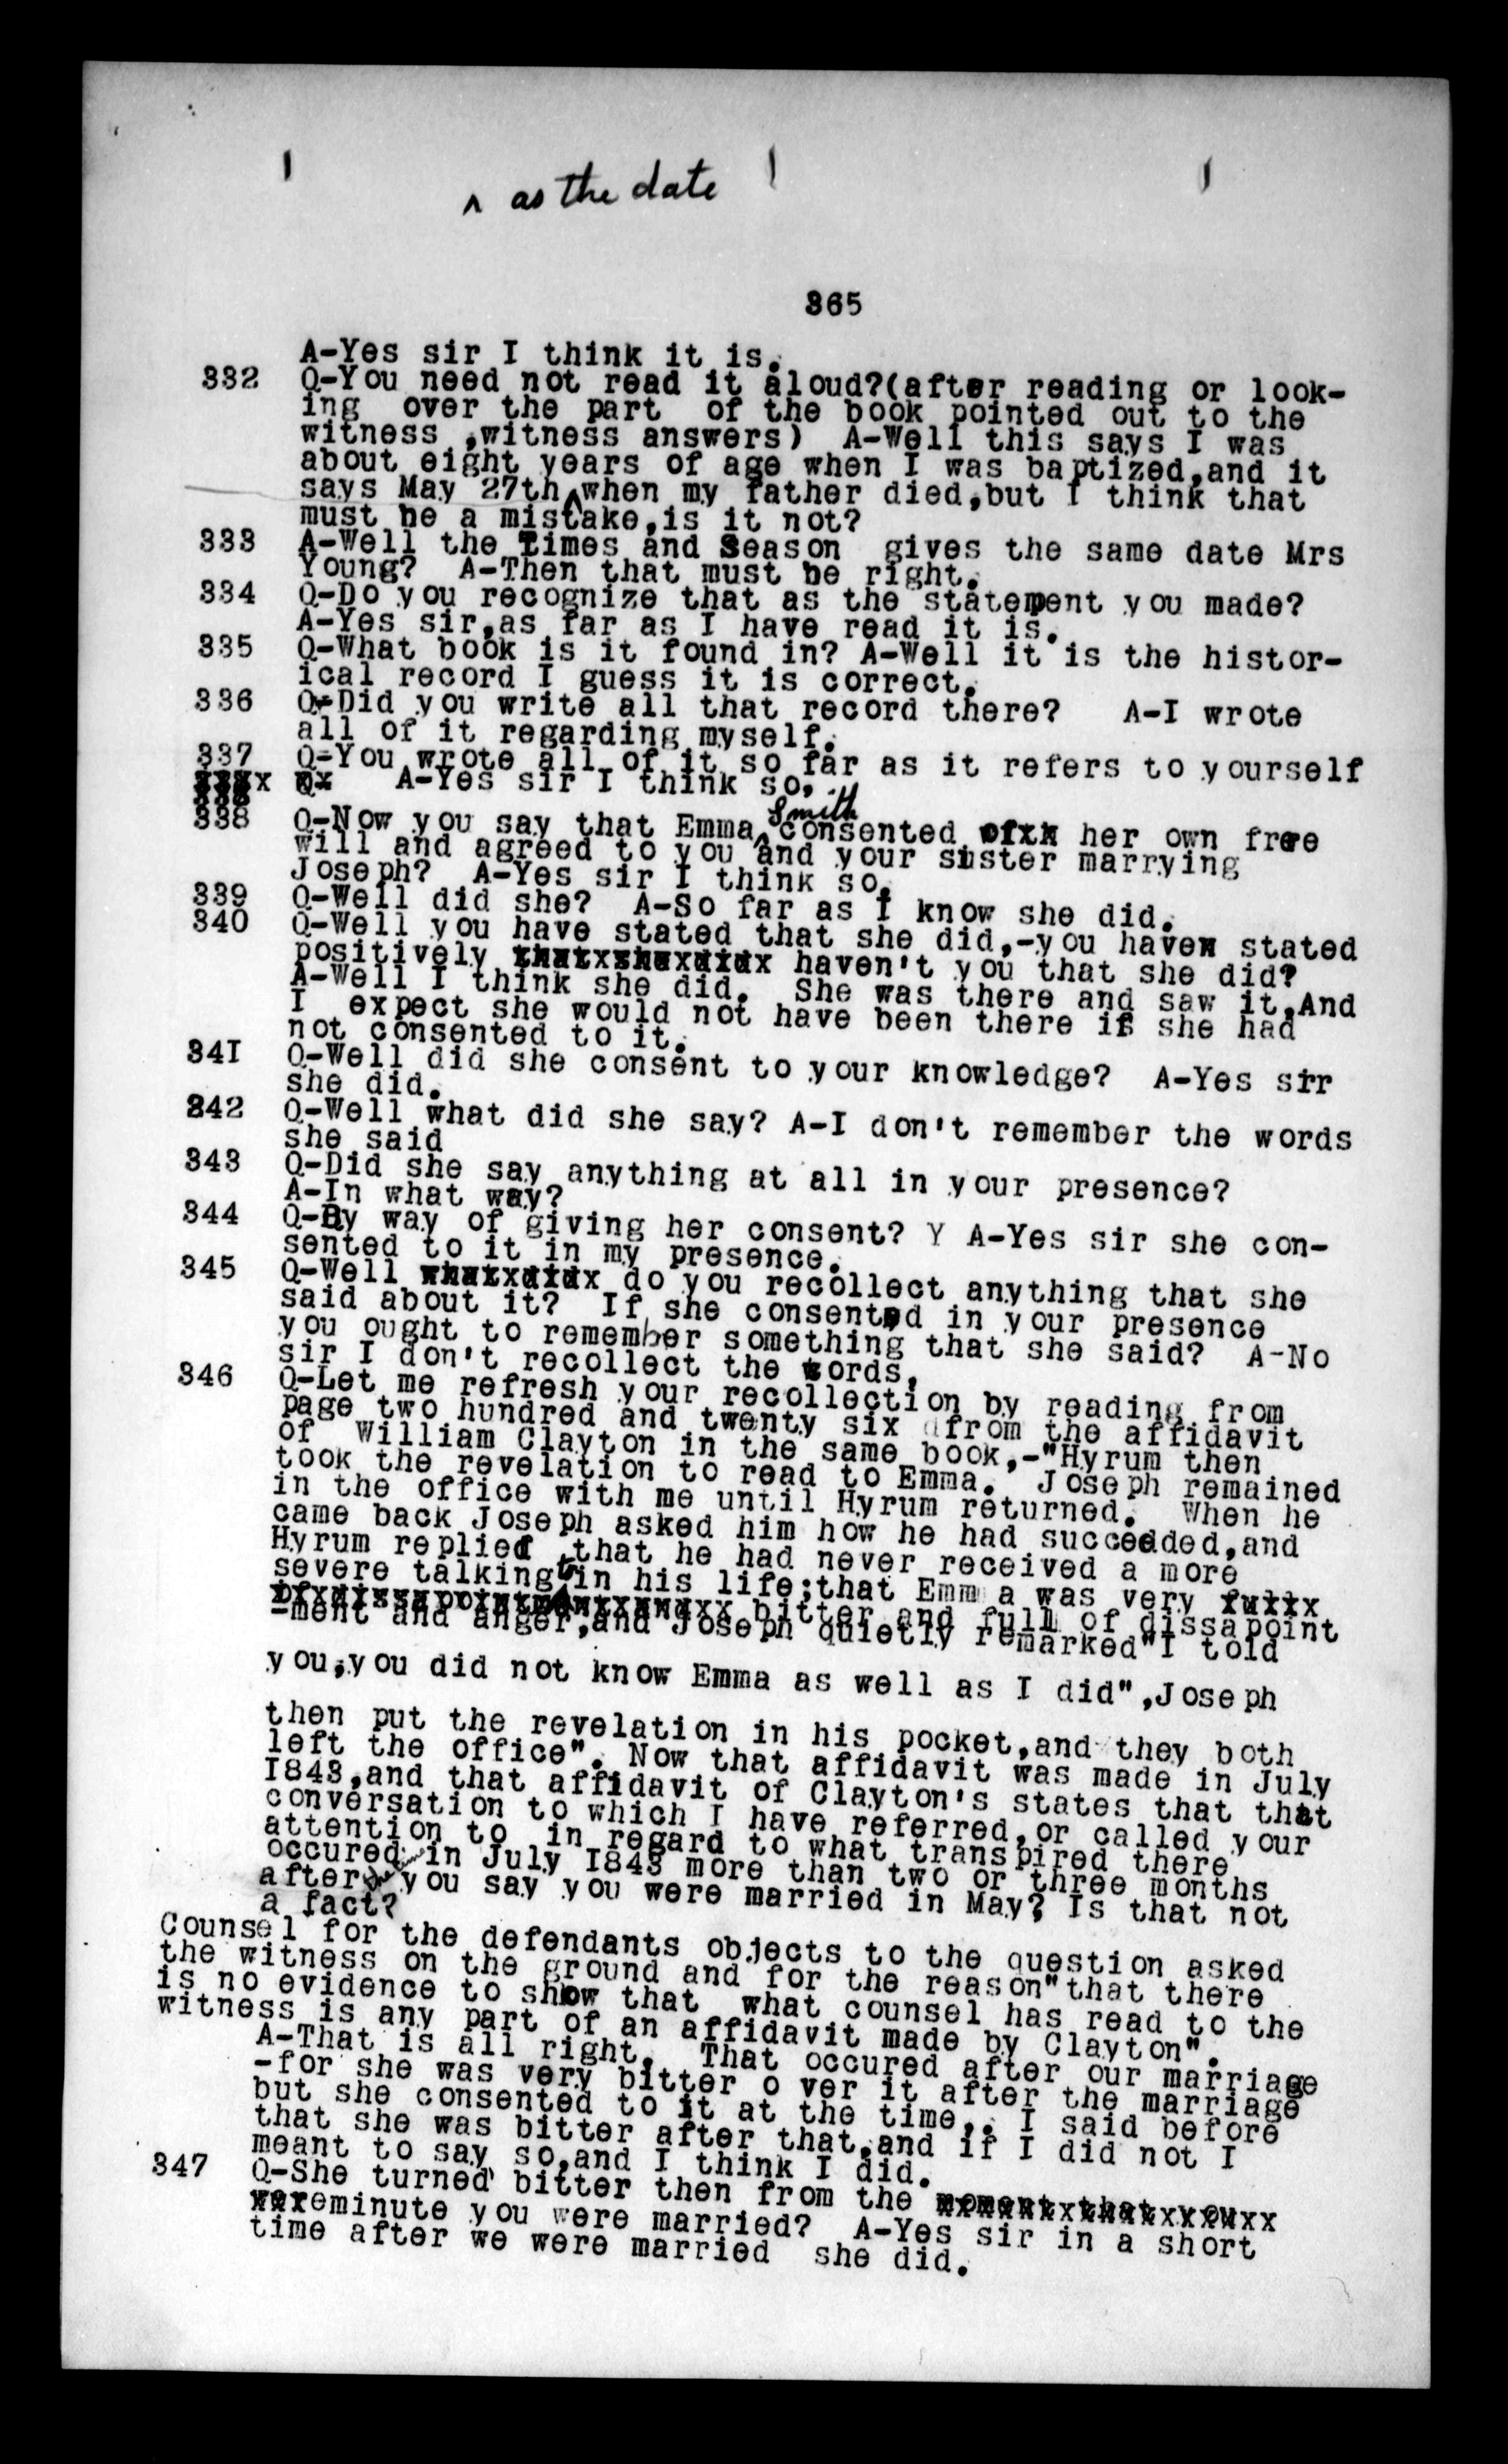 ^ as the date
365
A-Yes sir I think it is.
332 Q-You need not read it aloud?(after reading or look-
ing over the part of the book pointed out to the
witness ,witness answers) A-Well this says I was
about eight years of age when I was baptized,and it
says May 27th^when my father died,but I think that
must be a mistake,is it not?
333 A-Well the Times and Season gives the same date Mrs
Young? A-Then that must be right.
334 Q-Do you recognize that as the statement you made?
A-Yes sir,as far as I have read it is.
335 Q-What book is it found in? A-Well it is the histor-
ical record I guess it is correct.
336 Q-Did you write all that record there? A-I wrote
all of it regarding myself.
337 Q-You wrote all of it so far as it refers to yourself
A-Yes sir I think so.
Smith
338 Q-Now you say that Emma^consented of her own free
will and agreed to you and your sister marrying
Joseph? A-Yes sir I think so.
339 Q-Well did she? A-So far as I know she did.
340 Q-Well you have stated that she did,-you have stated
positively thatxshexdidx haven't you that she did?
A-Well I think she did. She was there and saw it.And
I expect she would not have been there if she had
not consented to it.
341 Q-Well did she consent to your knowledge? A-Yes sir
she did.
342 Q-Well what did she say? A-I don't remember the words
she said
343 Q-Did she say anything at all in your presence?
A-In what way?
344 Q-By way of giving her consent? Y A-Yes sir she con-
sented to it in my presence.
345 Q-Well whatxdidx do you recollect anything that she
said about it? If she consented in your presence
you ought to remember something that she said? A-No
sir I don't recollect the words.
346 Q-Let me refresh your recollection by reading from
page two hundred and twenty six from the affidavit
of William Clayton in the same book,-"Hyrum then
took the revelation to read to Emma. Joseph remained
in the office with me until Hyrum returned. When he
came back Joseph asked him how he had succedded,and
Hyrum replied ,that he had never received a more
severe talking in his life;that Emm a was very fullx
ofxdissappointmentxandxx bitter and full of dissapoint
-ment and anger,and Joseph quietly remarked"I told
you,you did not know Emma as well as I did",Joseph
then put the revelation in his pocket,and they both
left the office". Now that affidavit was made in July
1843,and that affidavit of Clayton's states that that
conversation to which I have referred,or called your
attention to in regard to what transpired there
occured in July 1843 more than two or three months
after you say you were married in May? Is that not
a fact?
Counsel for the defendants objects to the question asked
the witness on the ground and for the reason"that there
is no evidence to show that what counsel has read to the
witness is any part of an affidavit made by Clayton".
A-That is all right. That occured after our marriage
-for she was very bitter o ver it after the marriage
but she consented to it at the time,. I said before
that she was bitter after that,and if I did not I
meant to say so,and I think I did.
347 Q-She turned bitter then from the momentxthatxyouxx
werexminute you were married? A-Yes sir in a short
time after we were married she did.